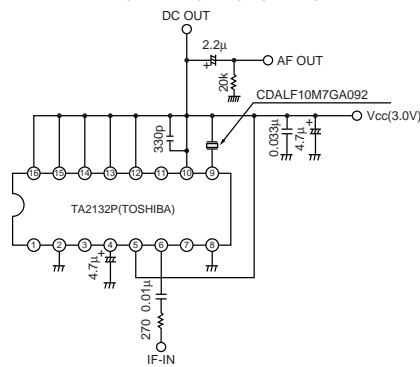 DC OUT
2.2μ
+
AF OUT
20k
CDALF10M7GA092
Vcc(3.0V)
330p
0.033μ
4.7μ
+
16 15 14 13 12 11 10 9
TA2132P(TOSHIBA)
1 2 3 4 5 6 7 8
4.7μ
+
0.01μ
270
IF-IN